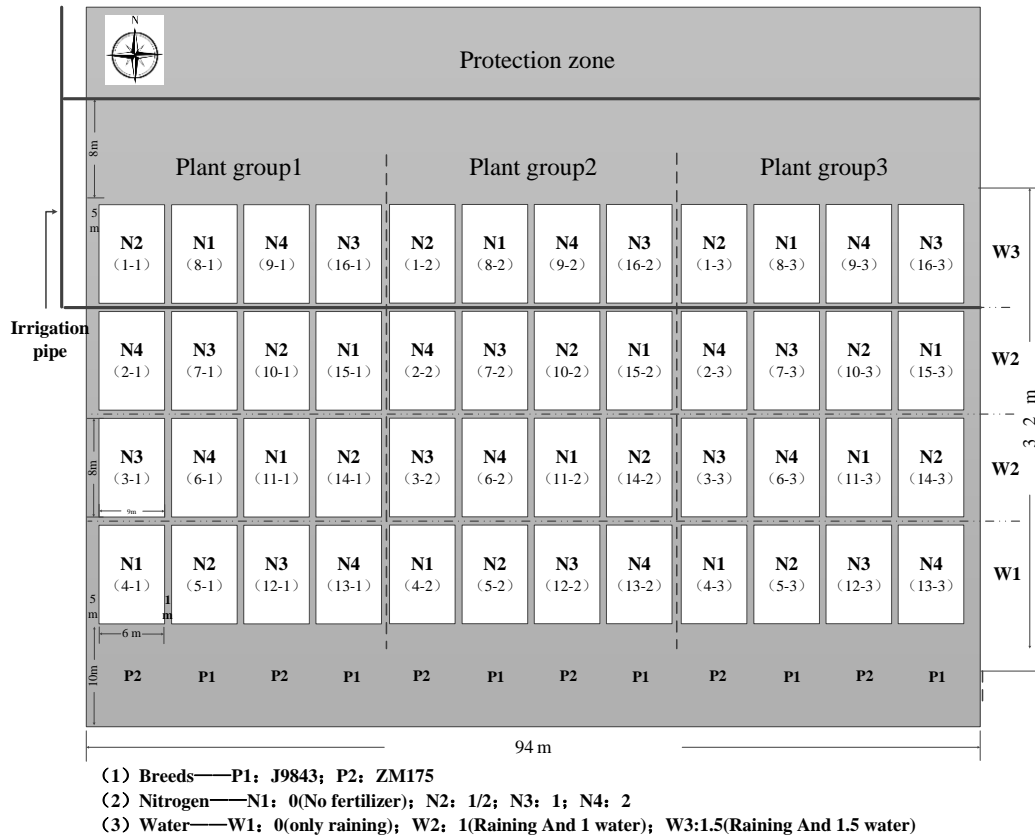 N
Protection zone
8m
Plant group1 Plant group2 Plant group3
5 m
N2 N1 N4 N3 N2 N1 N4 N3 N2 N1 N4 N3 W3
(1-1) (8-1) (9-1) (16-1) (1-2) (8-2) (9-2) (16-2) (1-3) (8-3) (9-3) (16-3)
Irrigation
pipe
N4 N3 N2 N1 N4 N3 N2 N1 N4 N3 N2 N1 W2
(2-1) (7-1) (10-1) (15-1) (2-2) (7-2) (10-2) (15-2) (2-3) (7-3) (10-3) (15-3)
3 2 m
8m
N3 N4 N1 N2 N3 N4 N1 N2 N3 N4 N1 N2 W2
(3-1) (6-1) (11-1) (14-1) (3-2) (6-2) (11-2) (14-2) (3-3) (6-3) (11-3) (14-3)
9m
N1 N2 N3 N4 N1 N2 N3 N4 N1 N2 N3 N4 W1
(4-1) (5-1) (12-1) (13-1) (4-2) (5-2) (12-2) (13-2) (4-3) (5-3) (12-3) (13-3)
5 m 1 m
6 m
10m
P2 P1 P2 P1 P2 P1 P2 P1 P2 P1 P2 P1
94 m
（1）Breeds——P1：J9843；P2：ZM175
（2）Nitrogen——N1：0(No fertilizer)；N2：1/2；N3：1；N4：2
（3）Water——W1：0(only raining)；W2：1(Raining And 1 water)；W3:1.5(Raining And 1.5 water)